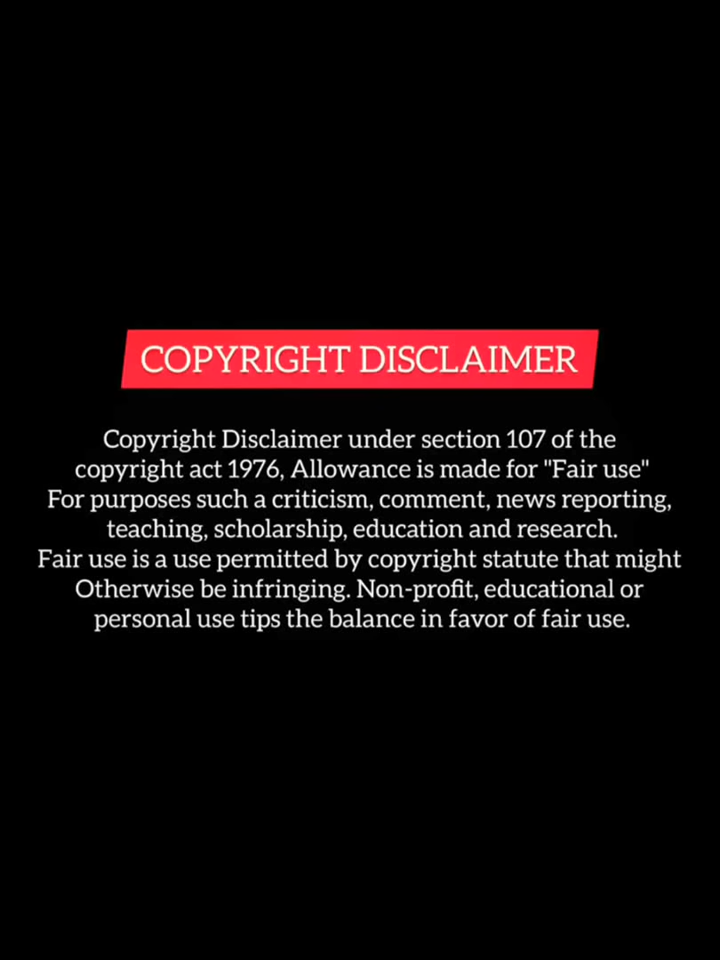 COPYRIGHT DISCLAIMER
Copyright Disclaimer under section 107 of the
copyright act 1976, Allowance is made for "Fair use"
For purposes such a criticism, comment, news reporting,
teaching, scholarship, education and research.
Fair use is a use permitted by copyright statute that might
Otherwise be infringing. Non-profit, educational or
personal use tips the balance in favor of fair use.